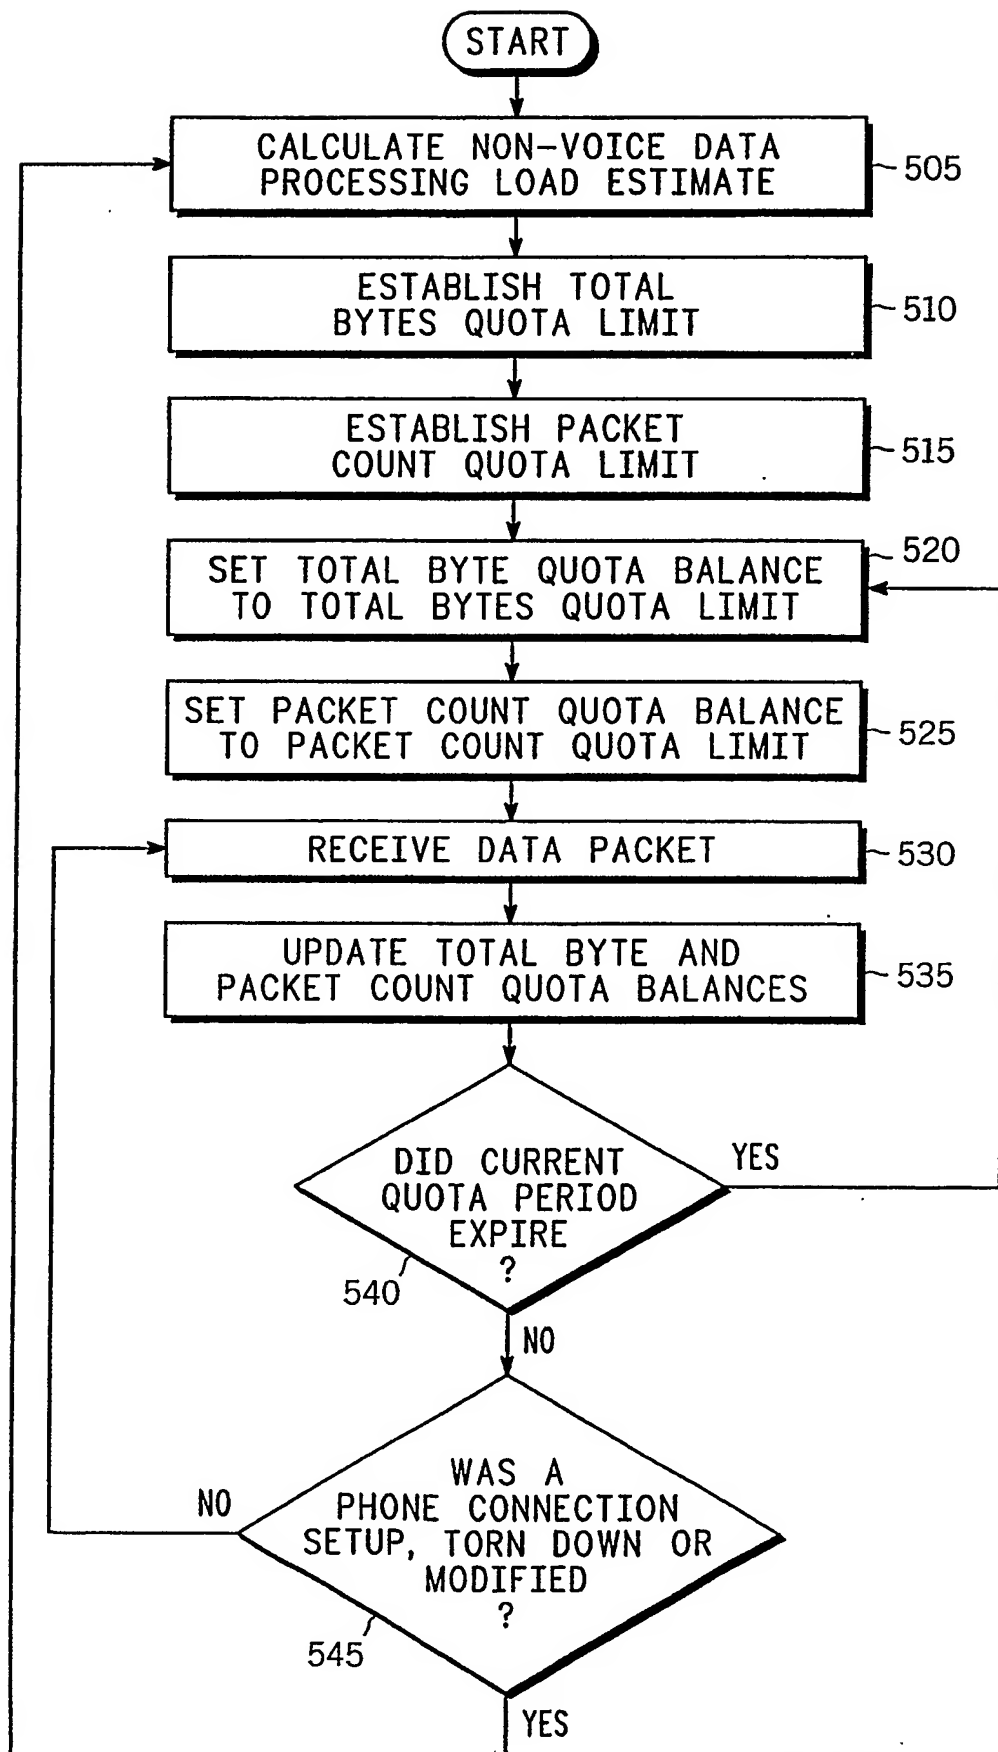 START
CALCULATE NON-VOICE DATA
PROCESSING LOAD ESTIMATE
505
ESTABLISH TOTAL
BYTES QUOTA LIMIT
510
ESTABLISH PACKET
COUNT QUOTA LIMIT
515
SET TOTAL BYTE QUOTA BALANCE
TO TOTAL BYTES QUOTA LIMIT
520
SET PACKET COUNT QUOTA BALANCE
TO PACKET COUNT QUOTA LIMIT
525
RECEIVE DATA PACKET
530
UPDATE TOTAL BYTE AND
PACKET COUNT QUOTA BALANCES
535
DID CURRENT
QUOTA PERIOD
EXPIRE
?
YES
540
NO
WAS A
PHONE CONNECTION
SETUP, TORN DOWN OR
MODIFIED
?
NO
545
YES